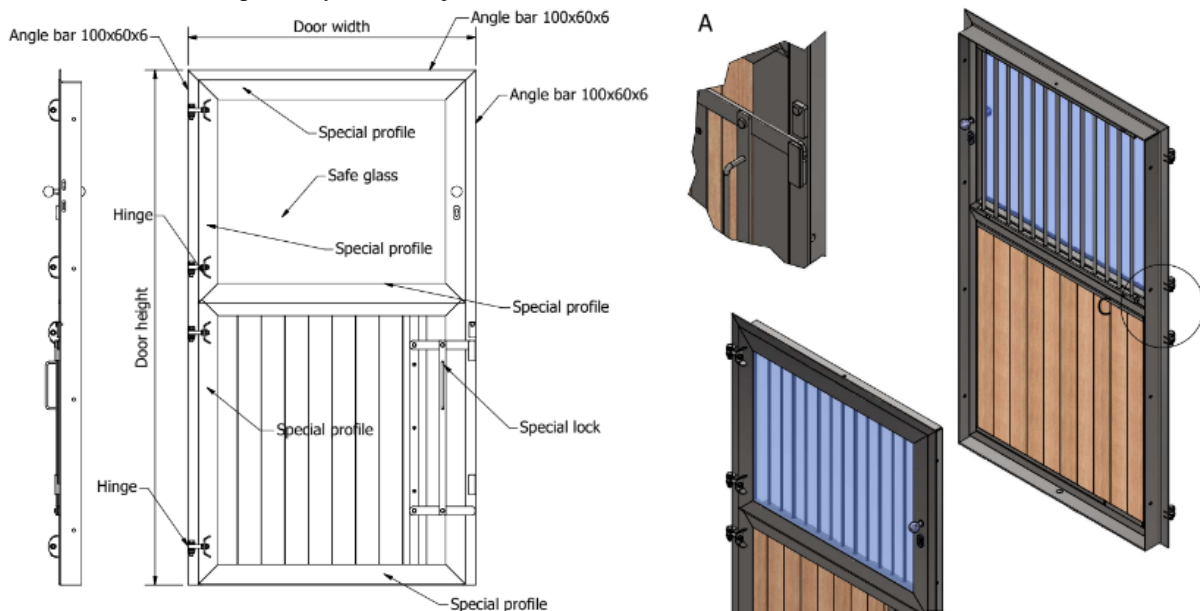 Door width
Angle bar 100x60x6
Angle bar 100x60x6
A
Angle bar 100x60x6
Special profile
Safe glass
Hinge
Special profile
Door height
Special profile
C
Special profile
Special lock
Hinge
Special profile